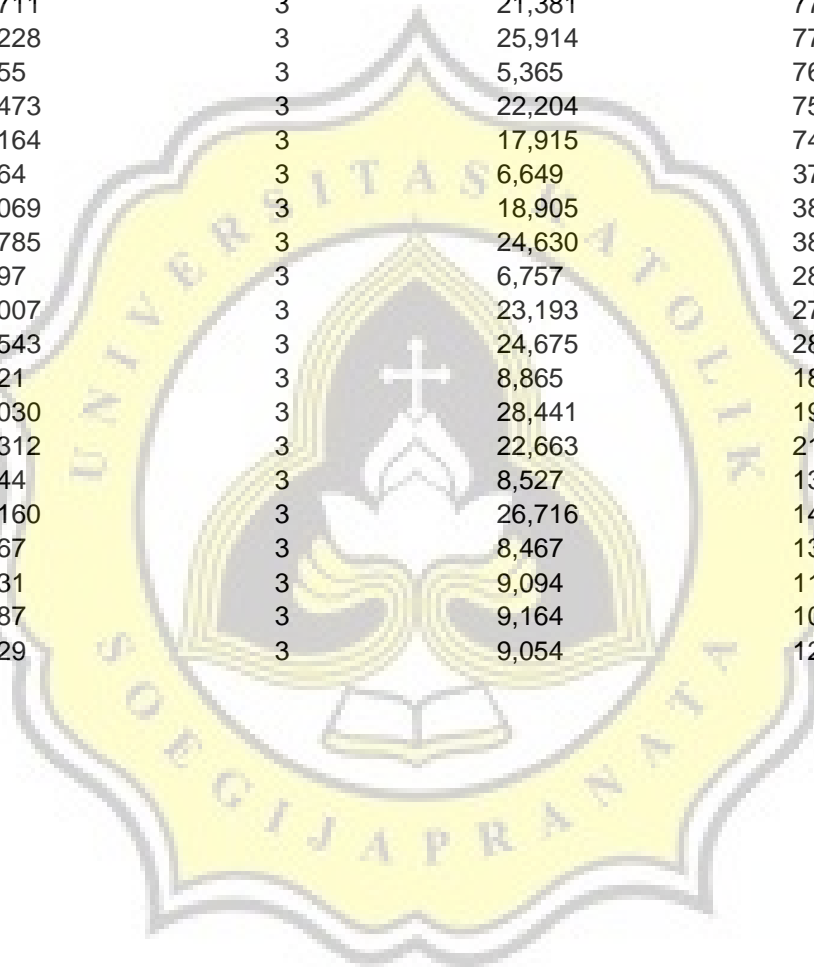 711 3 21,381 77
228 3 25,914 77
55 3 5,365 76
473 3 22,204 75
164 3 17,915 74
64 3 6,649 37
069 3 18,905 38
785 3 24,630 38
97 3 6,757 28
007 3 23,193 27
543 3 24,675 28
21 3 8,865 18
030 3 28,441 19
312 3 22,663 21
44 3 8,527 13
160 3 26,716 14
67 3 8,467 13
31 3 9,094 11
87 3 9,164 10
29 3 9,054 12
UNIVERSITAS KATOLIK
SOEGIJAPRANATA